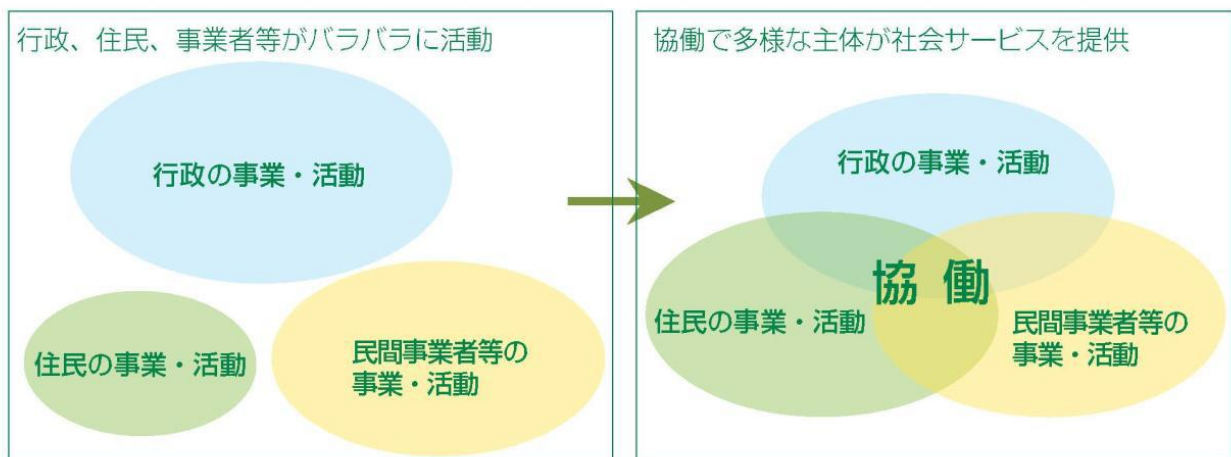 行政、住民、事業者等がバラバラに活動
行政の事業・活動
住民の事業・活動
民間事業者等の
事業・活動
協働で多様な主体が社会サービスを提供
行政の事業・活動
協 働
住民の事業・活動
民間事業者等の
事業・活動